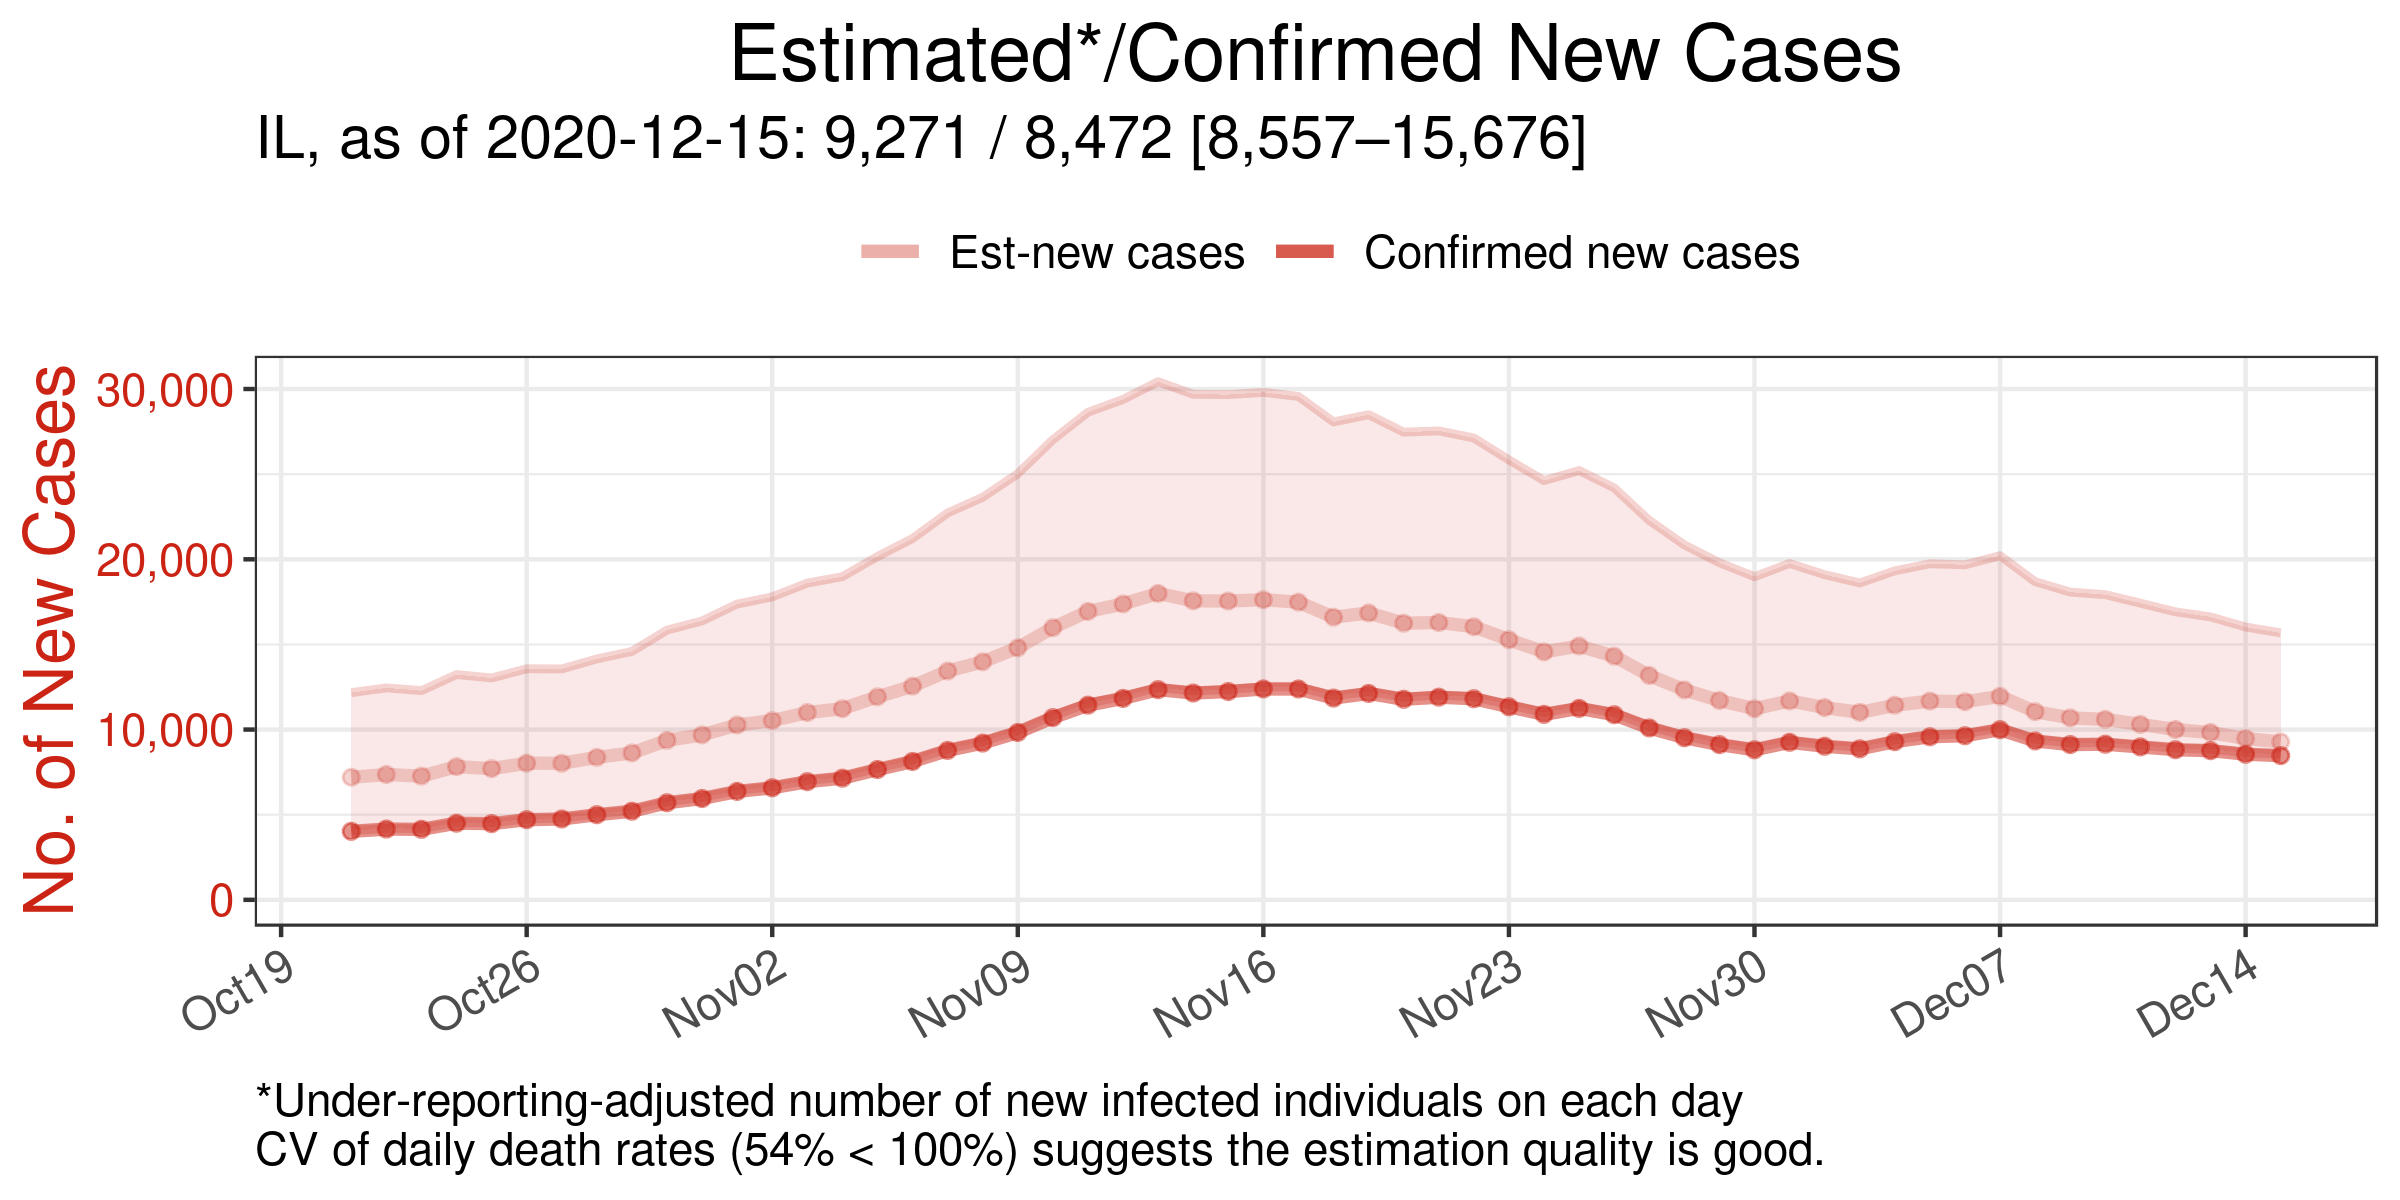 Estimated*/Confirmed New Cases
IL, as of 2020-12-15: 9,271 / 8,472 [8,557–15,676]
Est-new cases
Confirmed new cases
No. of New Cases
30,000
20,000
10,000
0
Oct19
Oct26
Nov02
Nov09
Nov16
Nov23
Nov30
Dec07
Dec14
*Under-reporting-adjusted number of new infected individuals on each day
CV of daily death rates (54% < 100%) suggests the estimation quality is good.